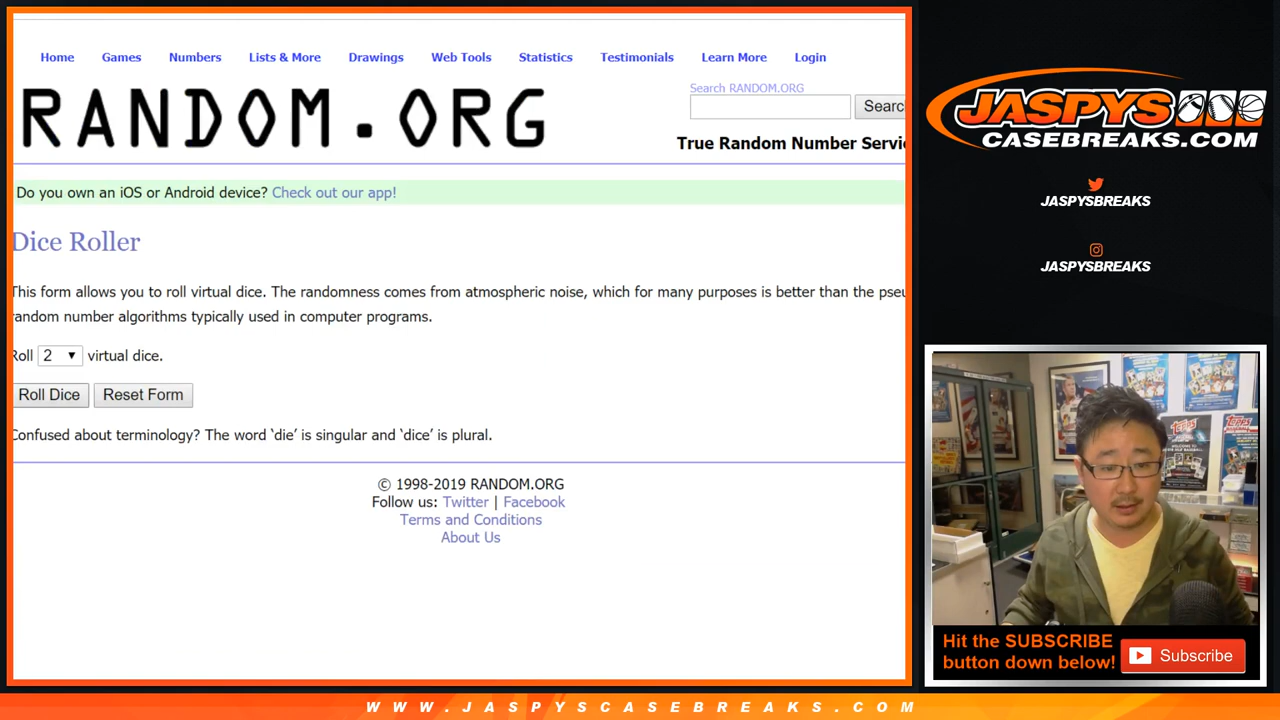 Home Games Numbers Lists & More Drawings Web Tools Statistics Testimonials Learn More Login
RANDOM.ORG
Search RANDOM.ORG
Searc
True Random Number Servi
Do you own an iOS or Android device? Check out our app!
Dice Roller
This form allows you to roll virtual dice. The randomness comes from atmospheric noise, which for many purposes is better than the pseu
random number algorithms typically used in computer programs.
Roll 2 virtual dice.
Roll Dice Reset Form
Confused about terminology? The word 'die' is singular and 'dice' is plural.
© 1998-2019 RANDOM.ORG
Follow us: Twitter | Facebook
Terms and Conditions
About Us
JASPYS
CASEBREAKS.COM
JASPYSBREAKS
JASPYSBREAKS
Topps
Hit the SUBSCRIBE
button down below!
Subscribe
WWW.JASPYSCASEBREAKS.COM